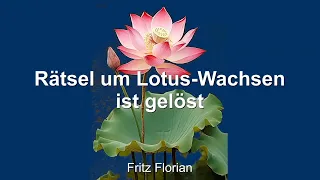 Rätsel um Lotus-Wachsen
ist gelöst
Fritz Florian